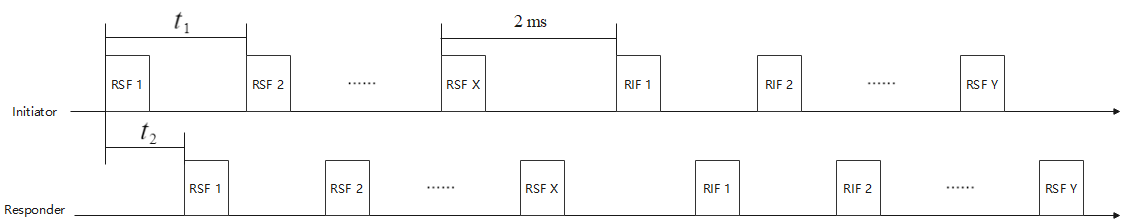 t1 2 ms
RSF 1 RSF 2 ...... RSF X RIF 1 RIF 2 ...... RSF Y
Initiator
t2
RSF 1 RSF 2 ...... RSF X RIF 1 RIF 2 ...... RSF Y
Responder